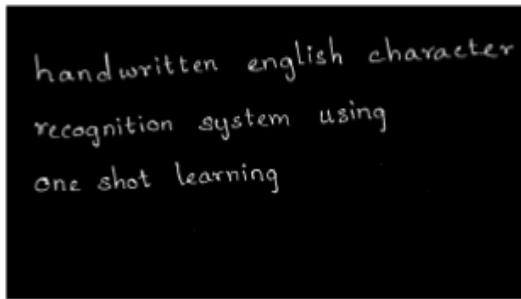 handwritten english character
recognition system using
one shot learning